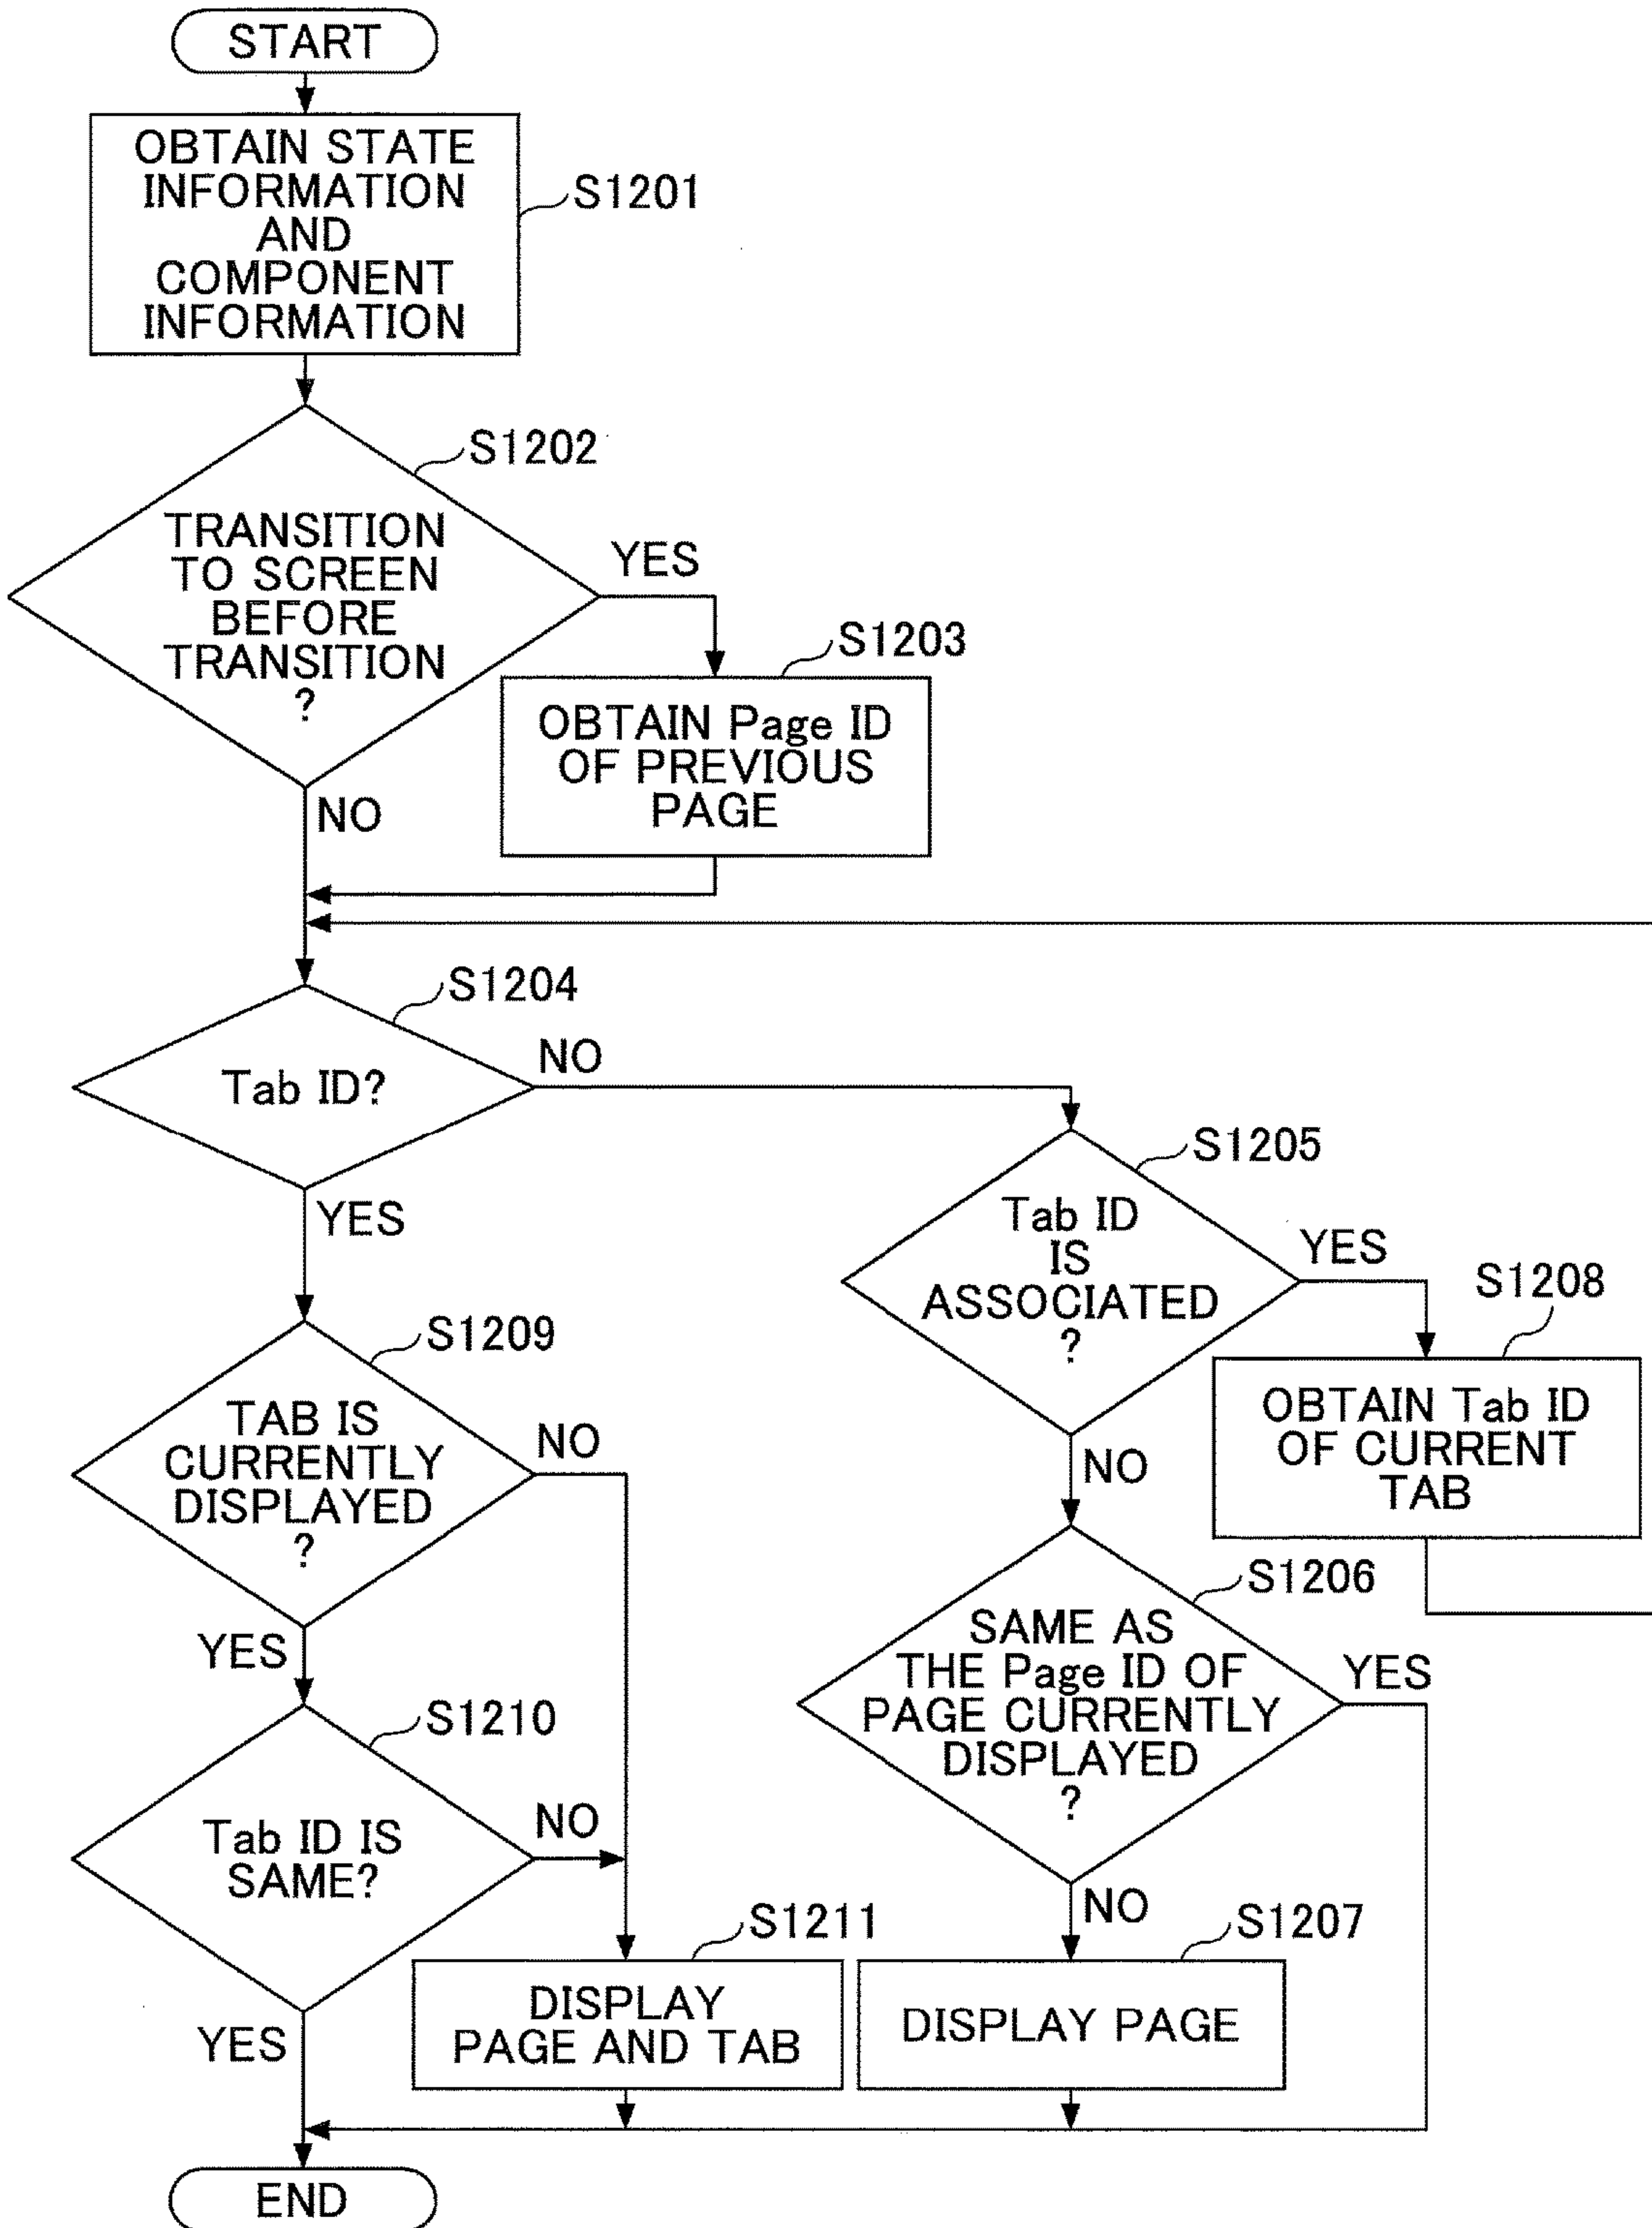 START
OBTAIN STATE
INFORMATION
AND
COMPONENT
INFORMATION
S1201
S1202
TRANSITION
TO SCREEN
BEFORE
TRANSITION
?
YES
S1203
OBTAIN Page ID
OF PREVIOUS
PAGE
NO
S1204
Tab ID?
NO
YES
S1205
Tab ID
IS
ASSOCIATED
?
YES
S1208
OBTAIN Tab ID
OF CURRENT
TAB
NO
S1209
TAB IS
CURRENTLY
DISPLAYED
?
NO
YES
S1206
SAME AS
THE Page ID OF
PAGE CURRENTLY
DISPLAYED
?
YES
NO
S1210
Tab ID IS
SAME?
NO
YES
S1211
DISPLAY
PAGE AND TAB
S1207
DISPLAY PAGE
END